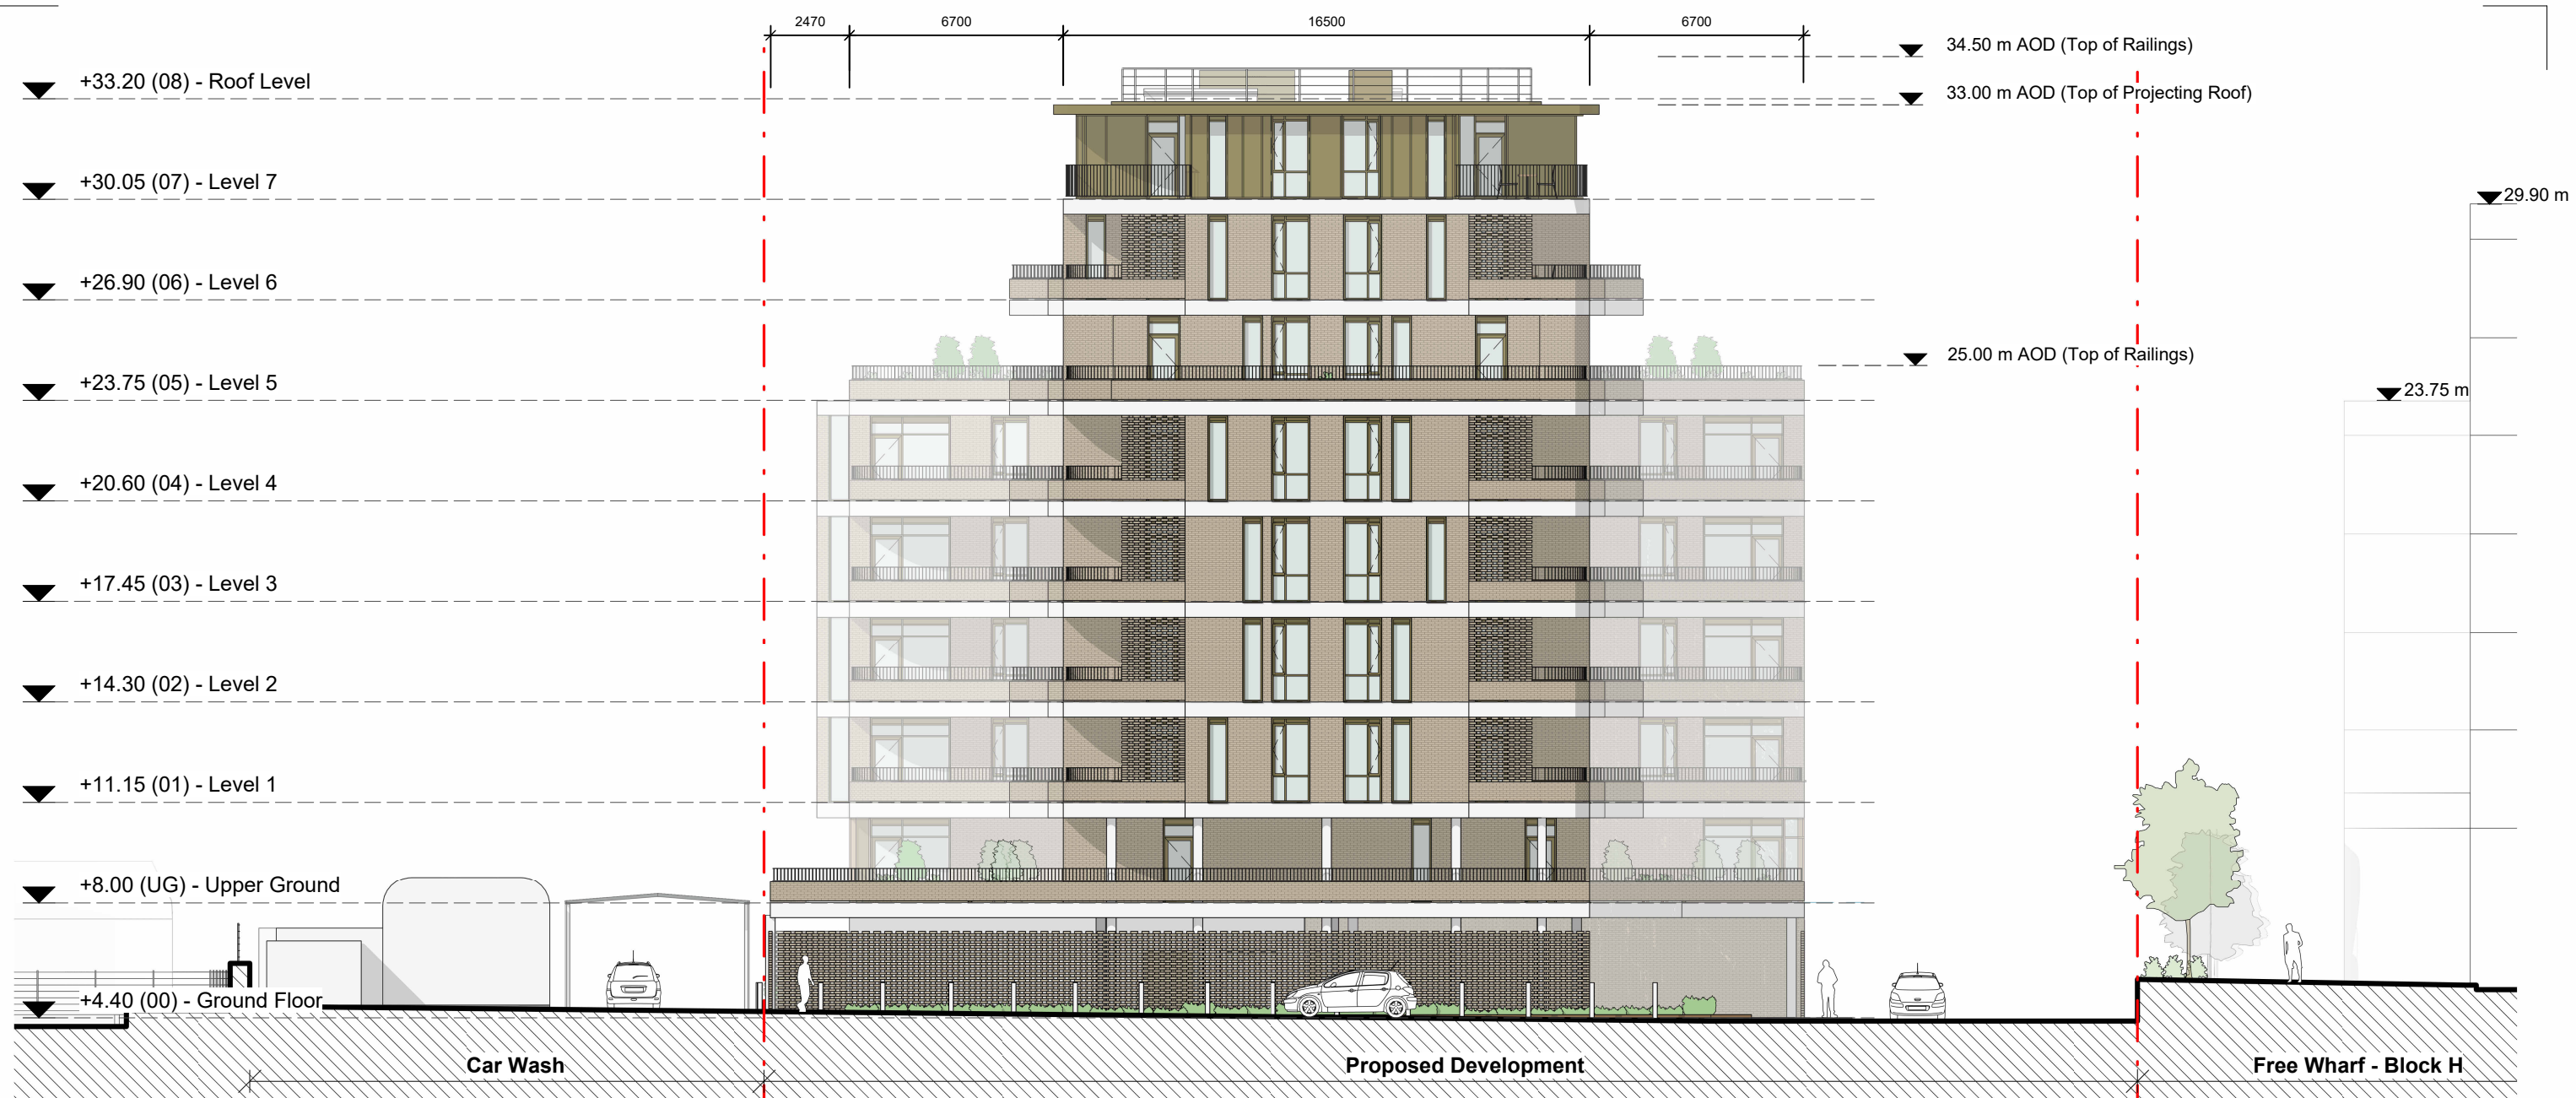 2470 6700 16500 6700
34.50 m AOD (Top of Railings)
+33.20 (08) - Roof Level
33.00 m AOD (Top of Projecting Roof)
+30.05 (07) - Level 7
29.90 m
+26.90 (06) - Level 6
25.00 m AOD (Top of Railings)
+23.75 (05) - Level 5
23.75 m
+20.60 (04) - Level 4
+17.45 (03) - Level 3
+14.30 (02) - Level 2
+11.15 (01) - Level 1
+8.00 (UG) - Upper Ground
+4.40 (00) - Ground Floor
Car Wash
Proposed Development
Free Wharf - Block H